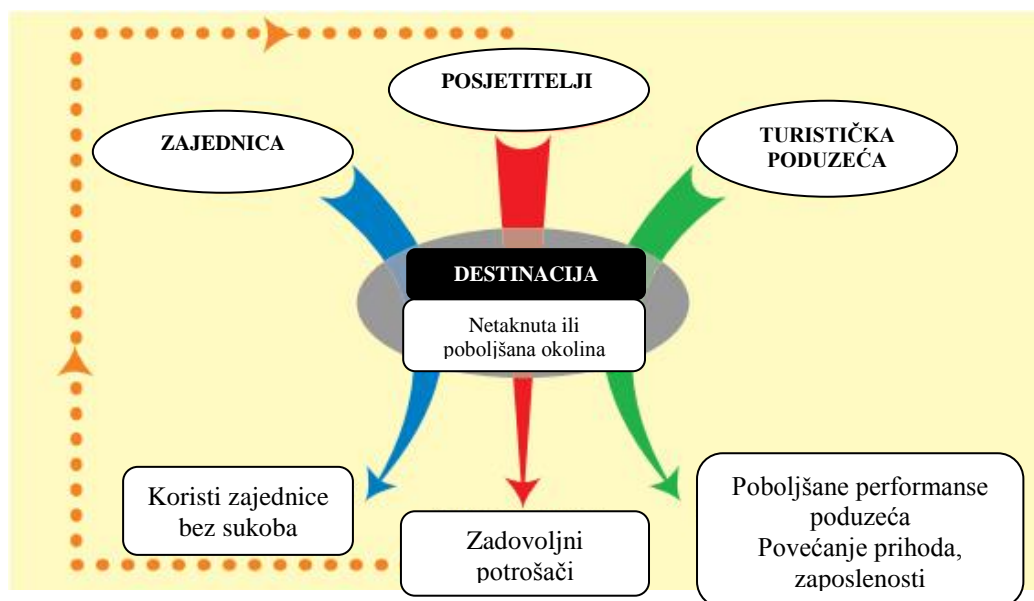 POSJETITELJI
ZAJEDNICA
TURISTIČKA
PODUZEĆA
DESTINACIJA
Netaknuta ili
poboljšana okolina
Koristi zajednice
bez sukoba
Zadovoljni
potrošači
Poboljšane performanse
poduzeća
Povećanje prihoda,
zaposlenosti